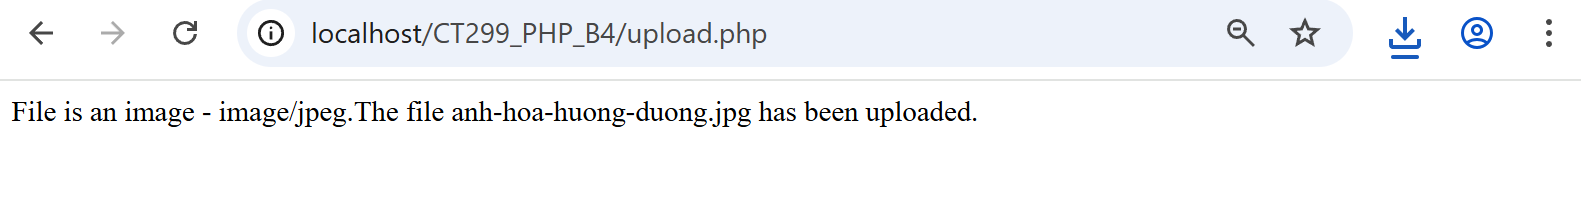 localhost/CT299_PHP_B4/upload.php
File is an image - image/jpeg.The file anh-hoa-huong-duong.jpg has been uploaded.